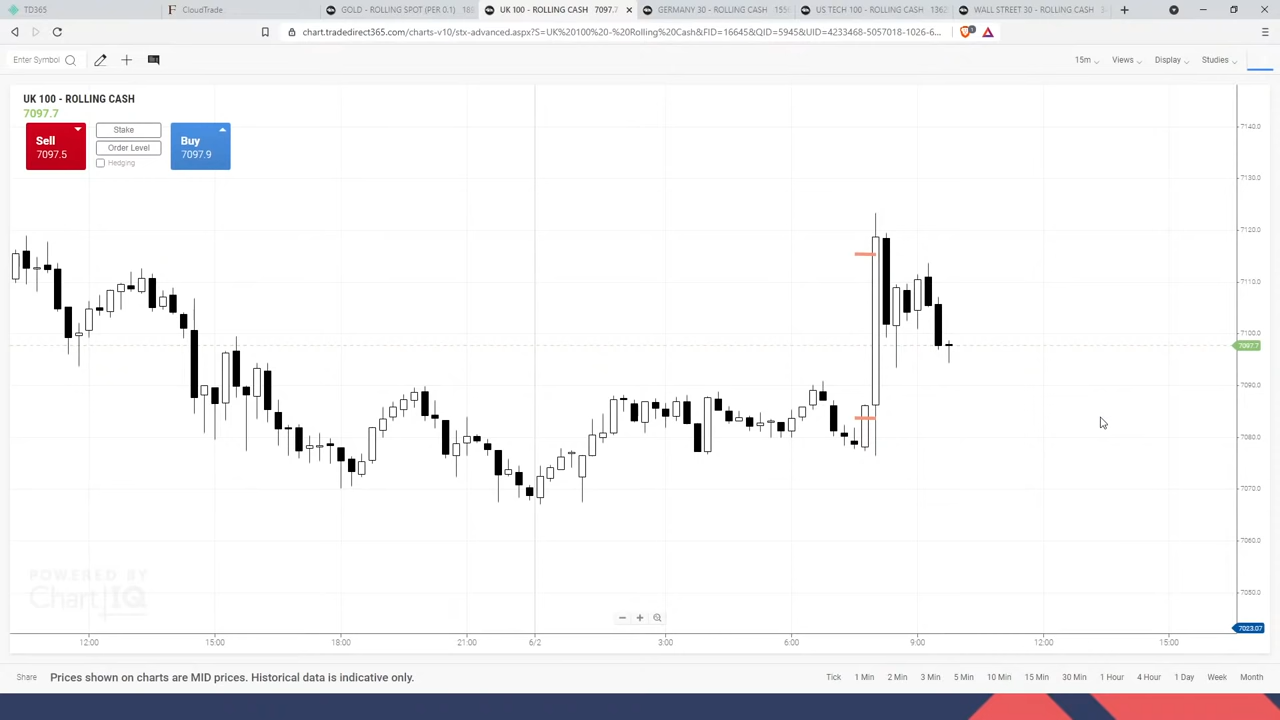 TD365
CloudTrade
GOLD - ROLLING SPOT (PER 0.1)
UK 100 - ROLLING CASH 7097.7
GERMANY 30 - ROLLING CASH
US TECH 100 - ROLLING CASH 1362
WALL STREET 30 - ROLLING CASH
chart.tradedirect365.com/charts-v10/stx-advanced.aspx?S=UK%20100%20-%20Rolling%20Cash&FID=16645&QID=5945&UID=4233468-5057018-1026-6...
Enter Symbol
15m
Views
Display
Studies
UK 100 - ROLLING CASH
7097.7
Sell
7097.5
Stake
Order Level
Hedging
Buy
7097.9
7140.0
7130.0
7120.0
7110.0
7100.0
7097.7
7090.0
7080.0
7070.0
7060.0
7050.0
7023.07
POWERED BY
ChartIQ
12:00
15:00
18:00
21:00
6/2
3:00
6:00
9:00
12:00
15:00
Share
Prices shown on charts are MID prices. Historical data is indicative only.
Tick
1 Min
2 Min
3 Min
5 Min
10 Min
15 Min
30 Min
1 Hour
4 Hour
1 Day
Week
Month